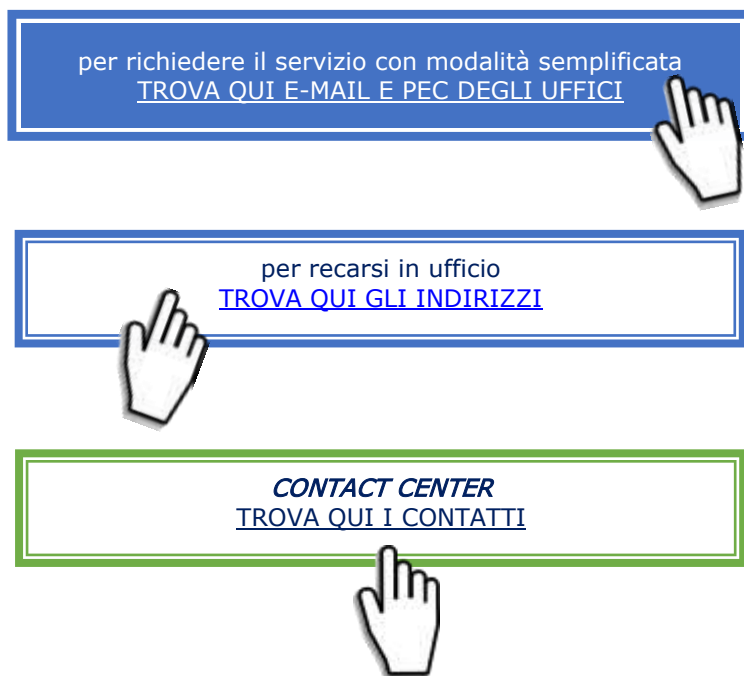 per richiedere il servizio con modalità semplificata
TROVA QUI E-MAIL E PEC DEGLI UFFICI
per recarsi in ufficio
TROVA QUI GLI INDIRIZZI
CONTACT CENTER
TROVA QUI I CONTATTI